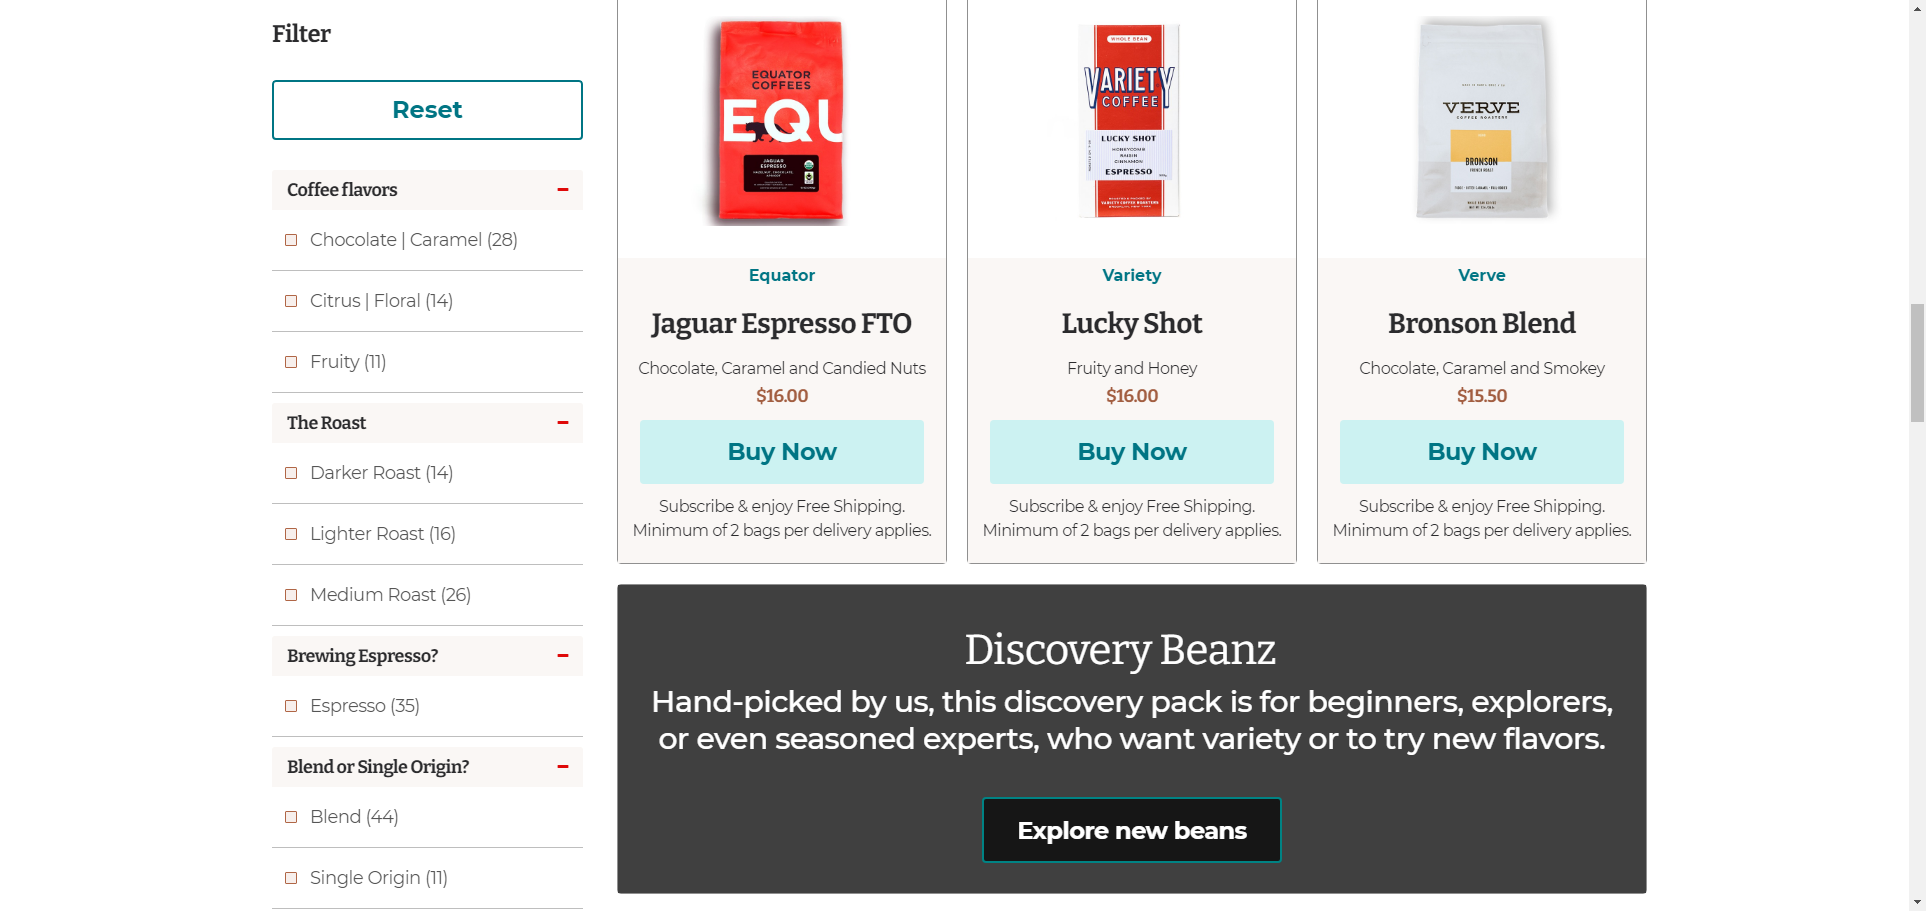 Filter
Reset
Coffee flavors
Chocolate | Caramel (28)
Citrus | Floral (14)
Fruity (11)
The Roast
Darker Roast (14)
Lighter Roast (16)
Medium Roast (26)
Brewing Espresso?
Espresso (35)
Blend or Single Origin?
Blend (44)
Single Origin (11)
EQUATOR
COFFEES
EQU
JAGUAR
ESPRESSO
Equator
Jaguar Espresso FTO
Chocolate, Caramel and Candied Nuts
$16.00
Buy Now
Subscribe & enjoy Free Shipping.
Minimum of 2 bags per delivery applies.
WHOLE BEAN
VARIETY
COFFEE
LUCKY SHOT
HONEYCOMB
RAISIN
CINNAMON
ESPRESSO
Variety
Lucky Shot
Fruity and Honey
$16.00
Buy Now
Subscribe & enjoy Free Shipping.
Minimum of 2 bags per delivery applies.
VERVE
COFFEE ROASTERS
BRONSON
FRENCH ROAST
Verve
Bronson Blend
Chocolate, Caramel and Smokey
$15.50
Buy Now
Subscribe & enjoy Free Shipping.
Minimum of 2 bags per delivery applies.
Discovery Beanz
Hand-picked by us, this discovery pack is for beginners, explorers,
or even seasoned experts, who want variety or to try new flavors.
Explore new beans